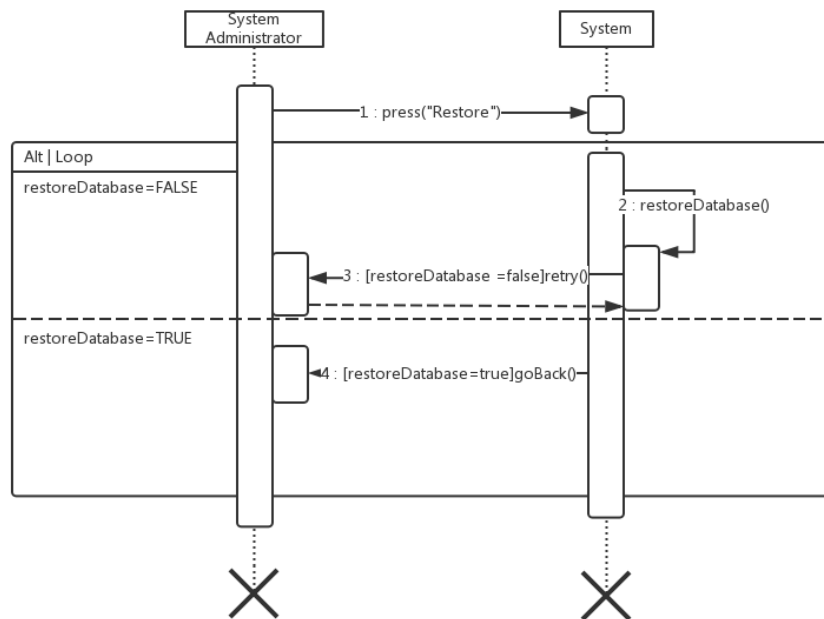 System
Administrator
System
1 : press("Restore")
Alt | Loop
restoreDatabase=FALSE
2 : restoreDatabase()
3 : [restoreDatabase =false]retry()
restoreDatabase=TRUE
4 : [restoreDatabase=true]goBack()